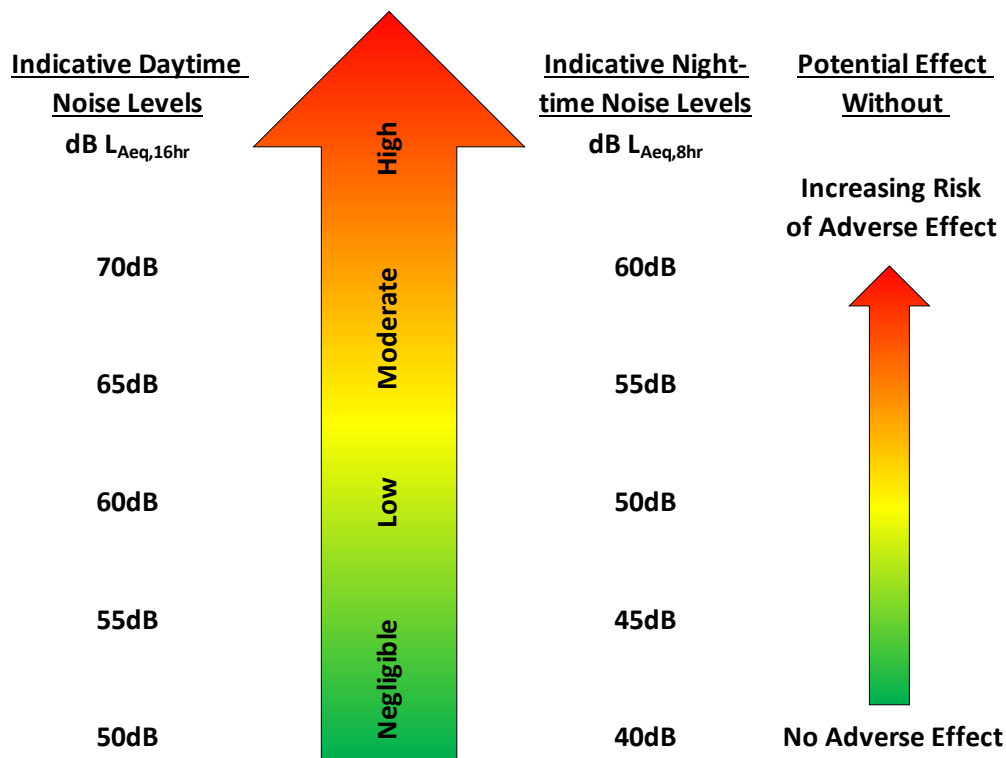 Indicative Daytime
Noise Levels
dB LAeq,16hr
70dB
65dB
60dB
55dB
50dB
High
Moderate
Low
Negligible
Indicative Night-
time Noise Levels
dB LAeq,8hr
60dB
55dB
50dB
45dB
40dB
Potential Effect
Without
Increasing Risk
of Adverse Effect
No Adverse Effect